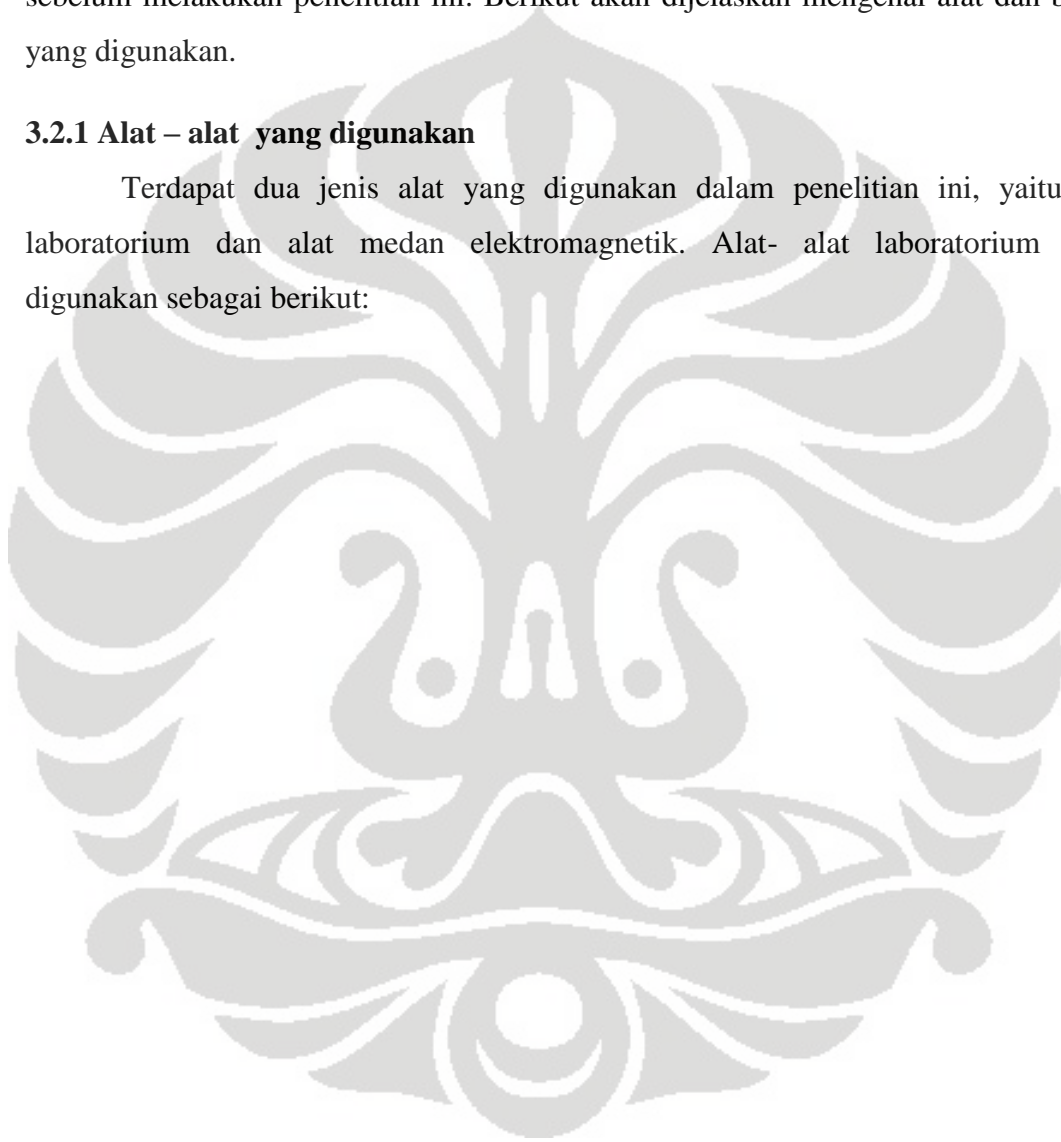 sebelum melakukan penelitian ini. Berikut akan dijelaskan mengenai alat dan
yang digunakan.
3.2.1 Alat – alat yang digunakan
Terdapat dua jenis alat yang digunakan dalam penelitian ini, yaitu
laboratorium dan alat medan elektromagnetik. Alat- alat laboratorium
digunakan sebagai berikut: